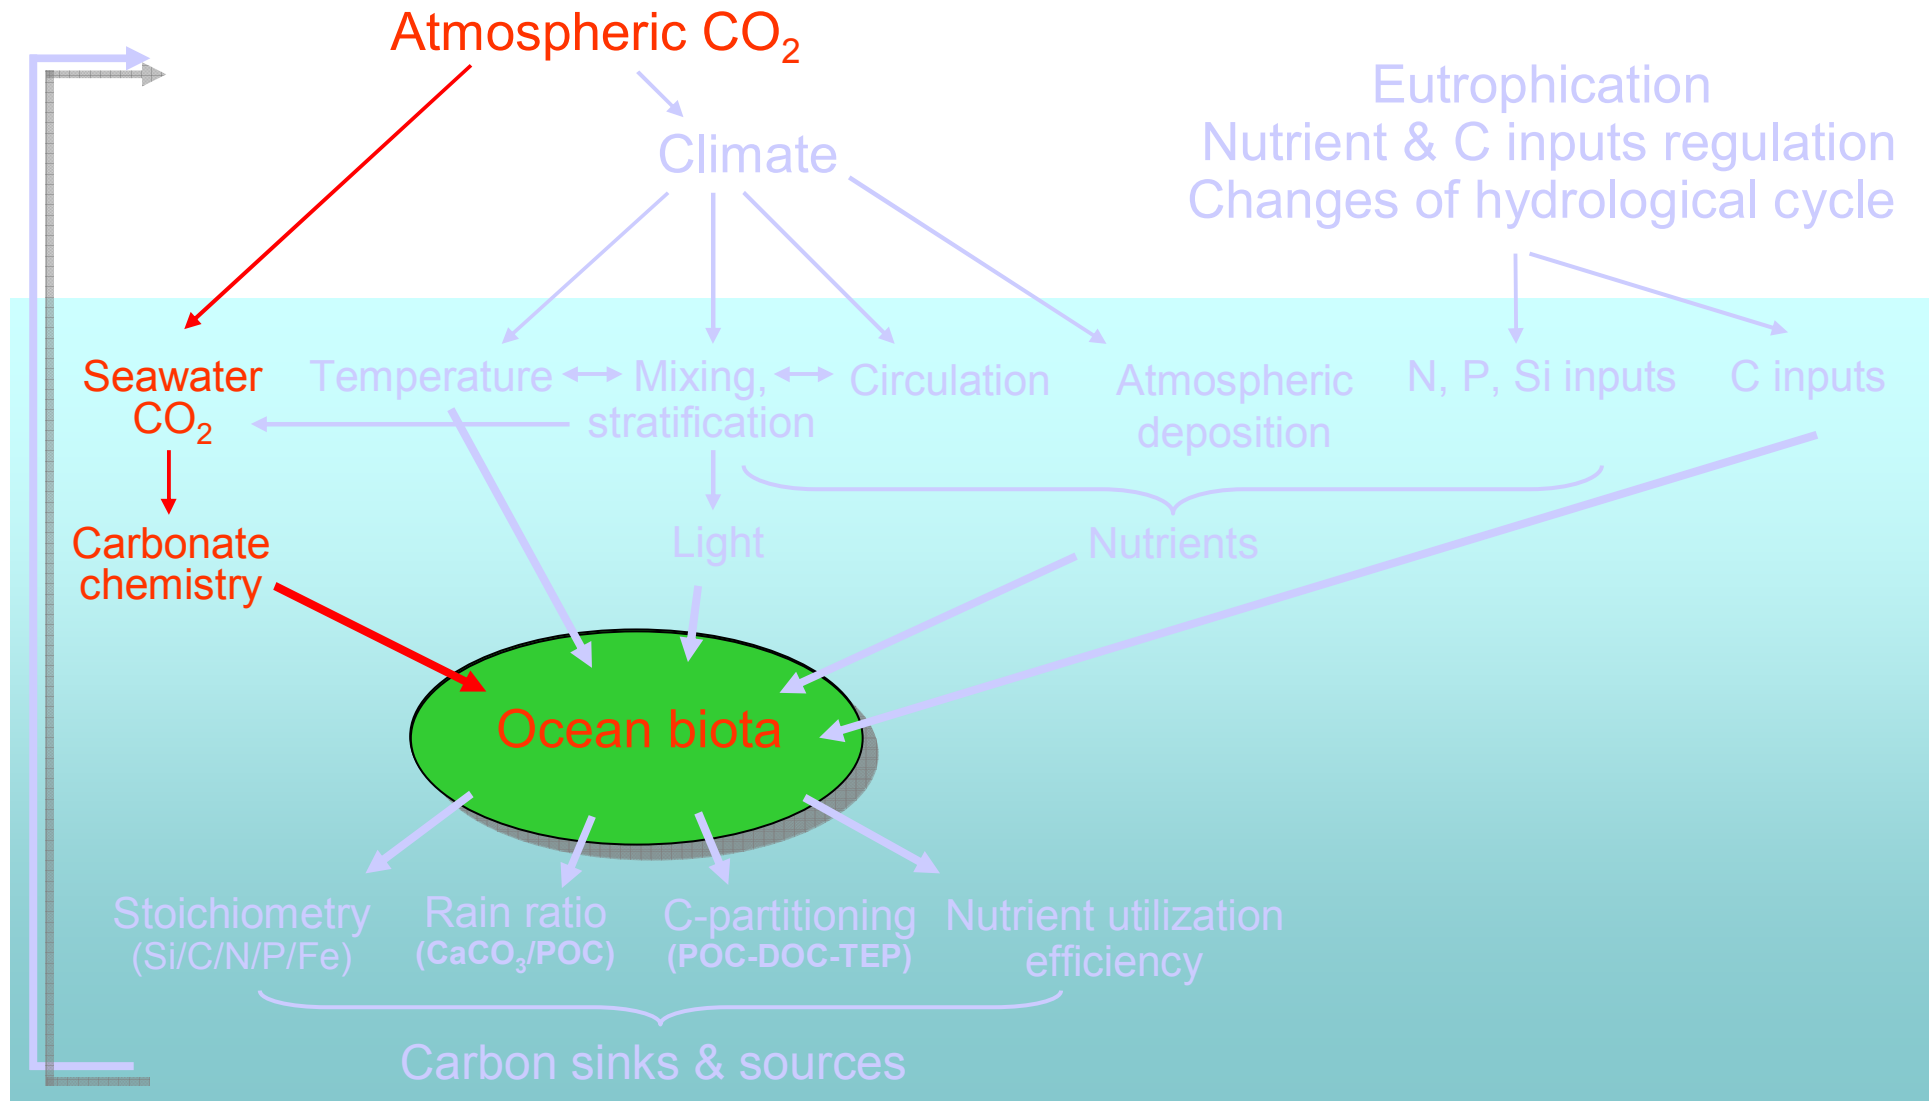 Atmospheric CO₂
Climate
Eutrophication
Nutrient & C inputs regulation
Changes of hydrological cycle
Seawater
CO₂
Temperature
Mixing,
stratification
Circulation
Atmospheric
deposition
N, P, Si inputs
C inputs
Carbonate
chemistry
Light
Nutrients
Ocean biota
Stoichiometry
(Si/C/N/P/Fe)
Rain ratio
(CaCO₃/POC)
C-partitioning
(POC-DOC-TEP)
Nutrient utilization
efficiency
Carbon sinks & sources